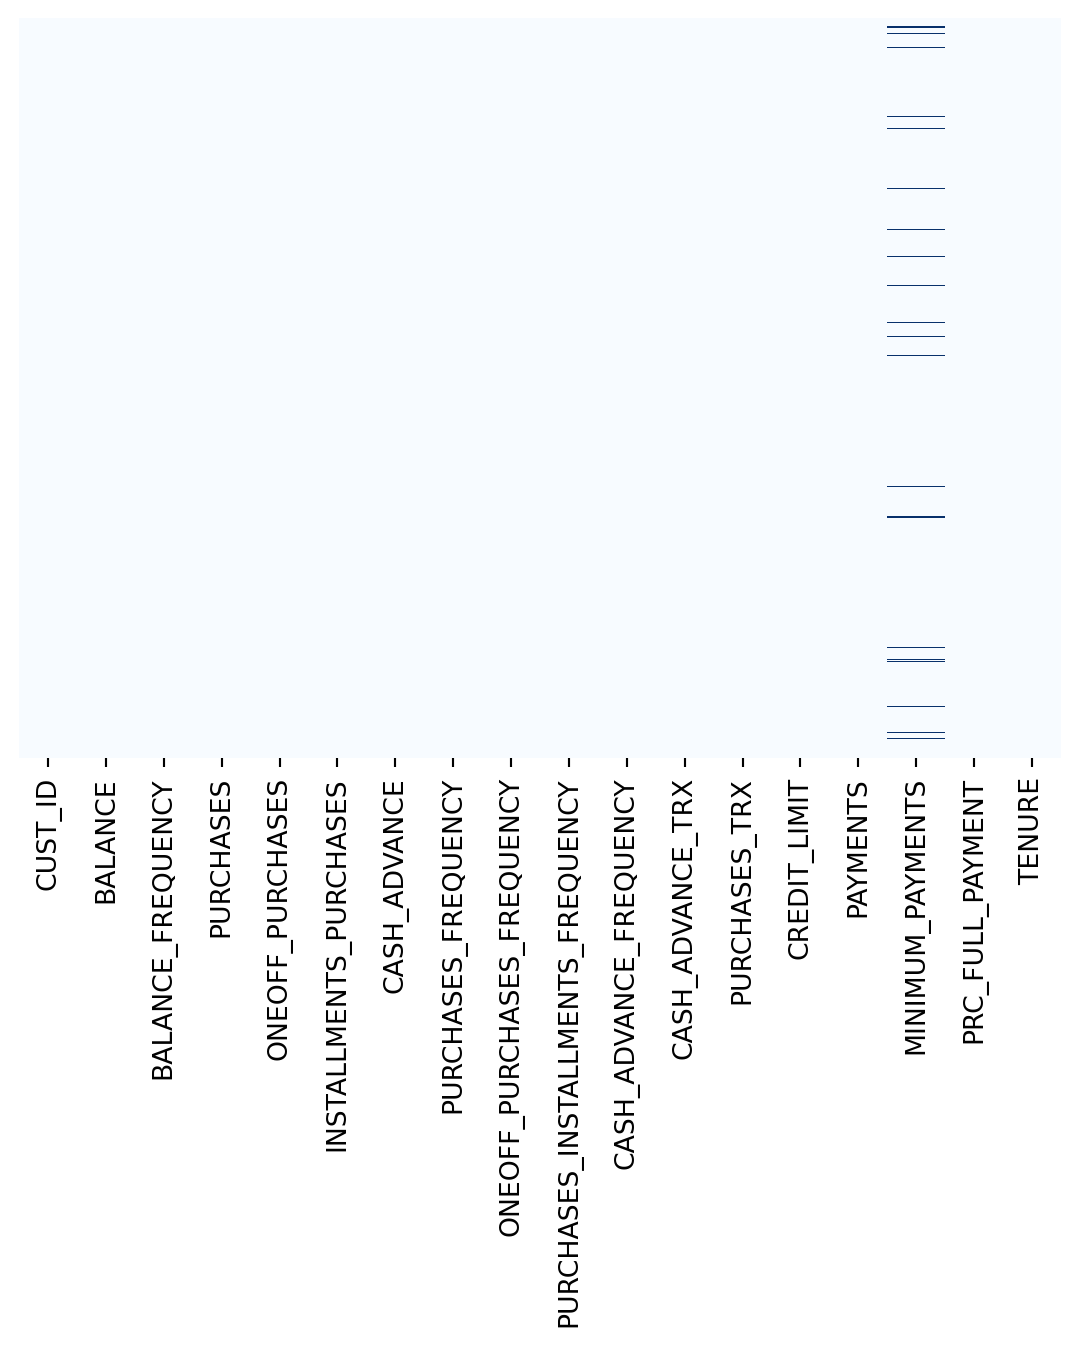 CUST_ID
BALANCE
BALANCE_FREQUENCY
PURCHASES
ONEOFF_PURCHASES
INSTALLMENTS_PURCHASES
CASH_ADVANCE
PURCHASES_FREQUENCY
ONEOFF_PURCHASES_FREQUENCY
PURCHASES_INSTALLMENTS_FREQUENCY
CASH_ADVANCE_FREQUENCY
CASH_ADVANCE_TRX
PURCHASES_TRX
CREDIT_LIMIT
PAYMENTS
MINIMUM_PAYMENTS
PRC_FULL_PAYMENT
TENURE